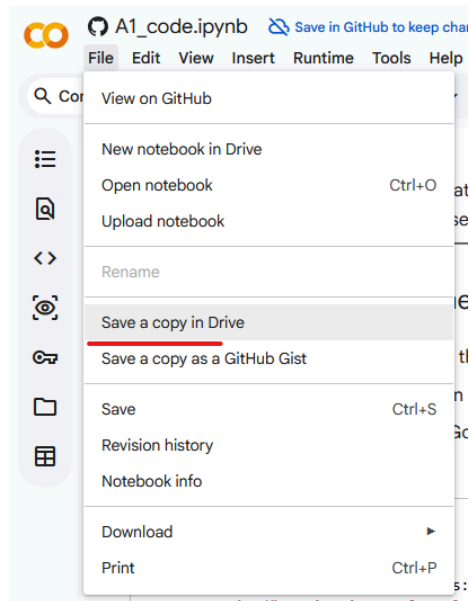 A1_code.ipynb Save in GitHub to keep
File Edit View Insert Runtime Tools Help
View on GitHub
New notebook in Drive
Open notebook Ctrl+O
Upload notebook
Rename
Save a copy in Drive
Save a copy as a GitHub Gist
Save Ctrl+S
Revision history
Notebook info
Download
Print Ctrl+P